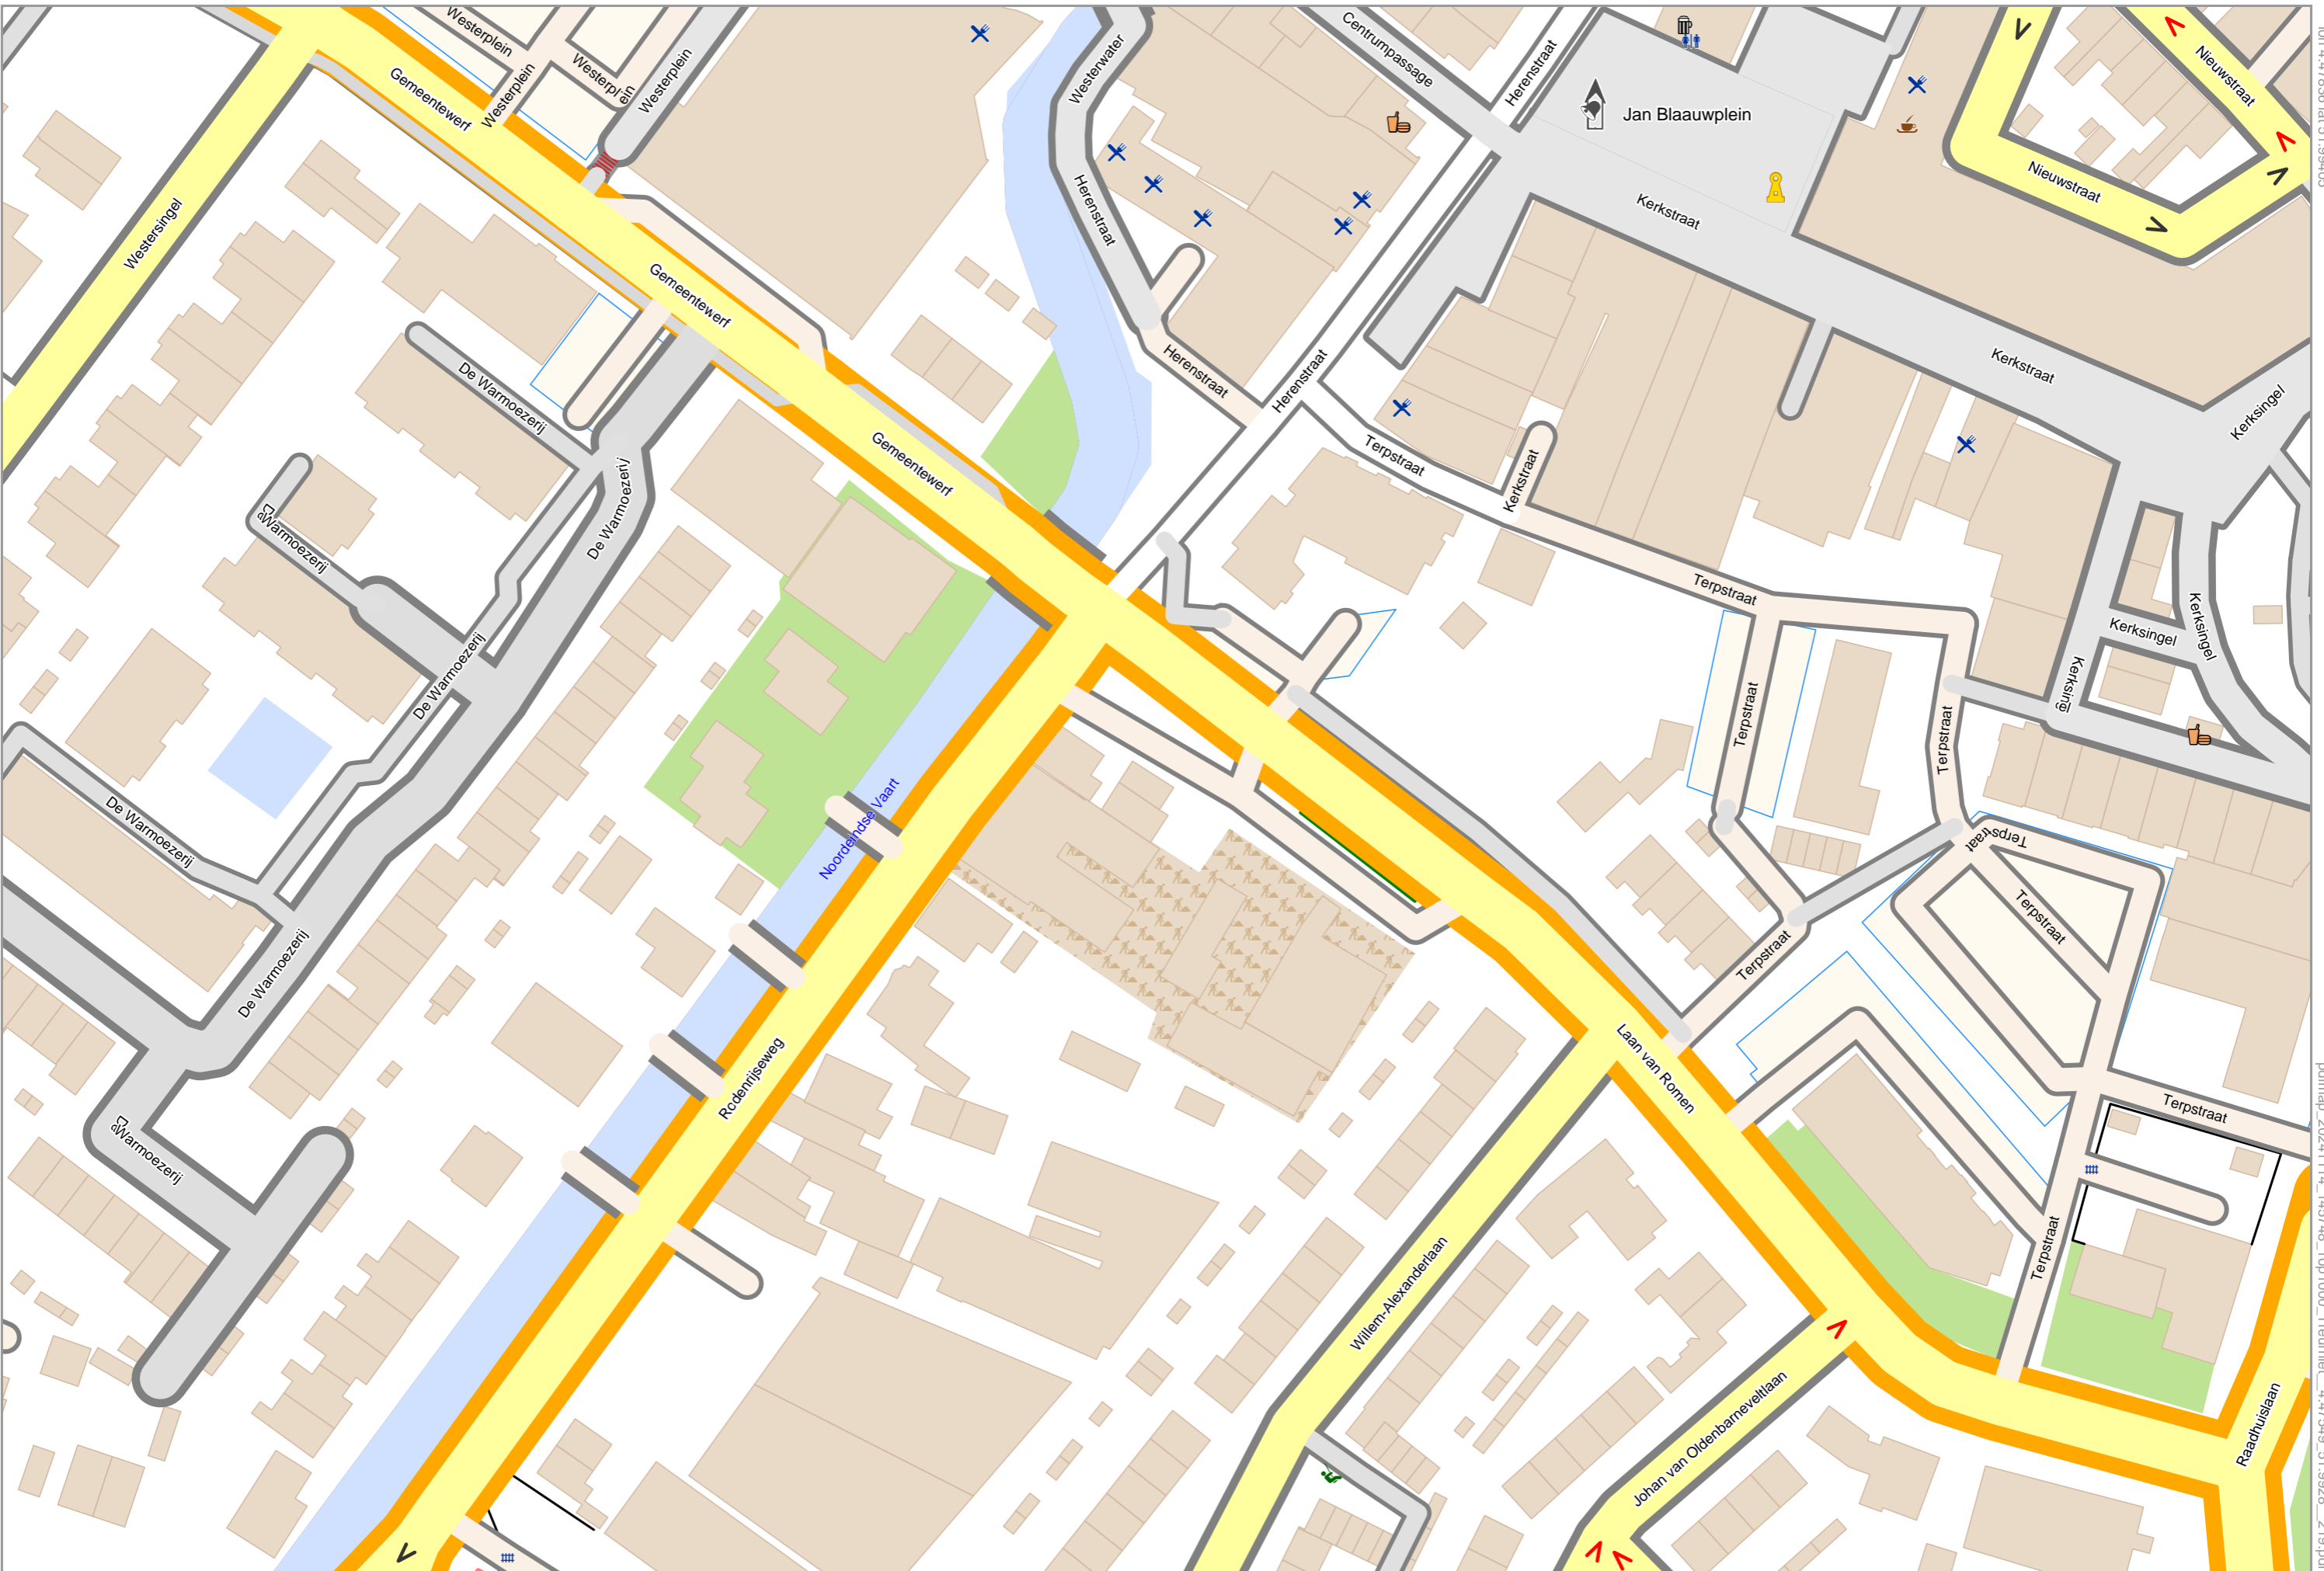 Westerplein
Westerplein
Westerplein
Westerplein
Gemeentewerf
Westersingel
Gemeentewerf
Gemeentewerf
Westerwater
Herenstraat
Herenstraat
Herenstraat
Herenstraat
Centrumpassage
Jan Blaauwplein
Kerkstraat
Kerkstraat
Kerkstraat
Nieuwstraat
Nieuwstraat
Kerksingel
Kerksingel
Kerksingel
Kerksing
Terpstraat
Terpstraat
Terpstraat
Terpstraat
Terpstraat
Terpstraat
Terpstraat
Terpstraat
Terpstraat
De Warmoezerij
De Warmoezerij
De Warmoezerij
De Warmoezerij
De Warmoezerij
De Warmoezerij
De Warmoezerij
Noordeindse Vaart
Rodenrijseweg
Laan van Romen
Willem-Alexanderlaan
Johan van Oldenbarneveltlaan
Raadhuislaan